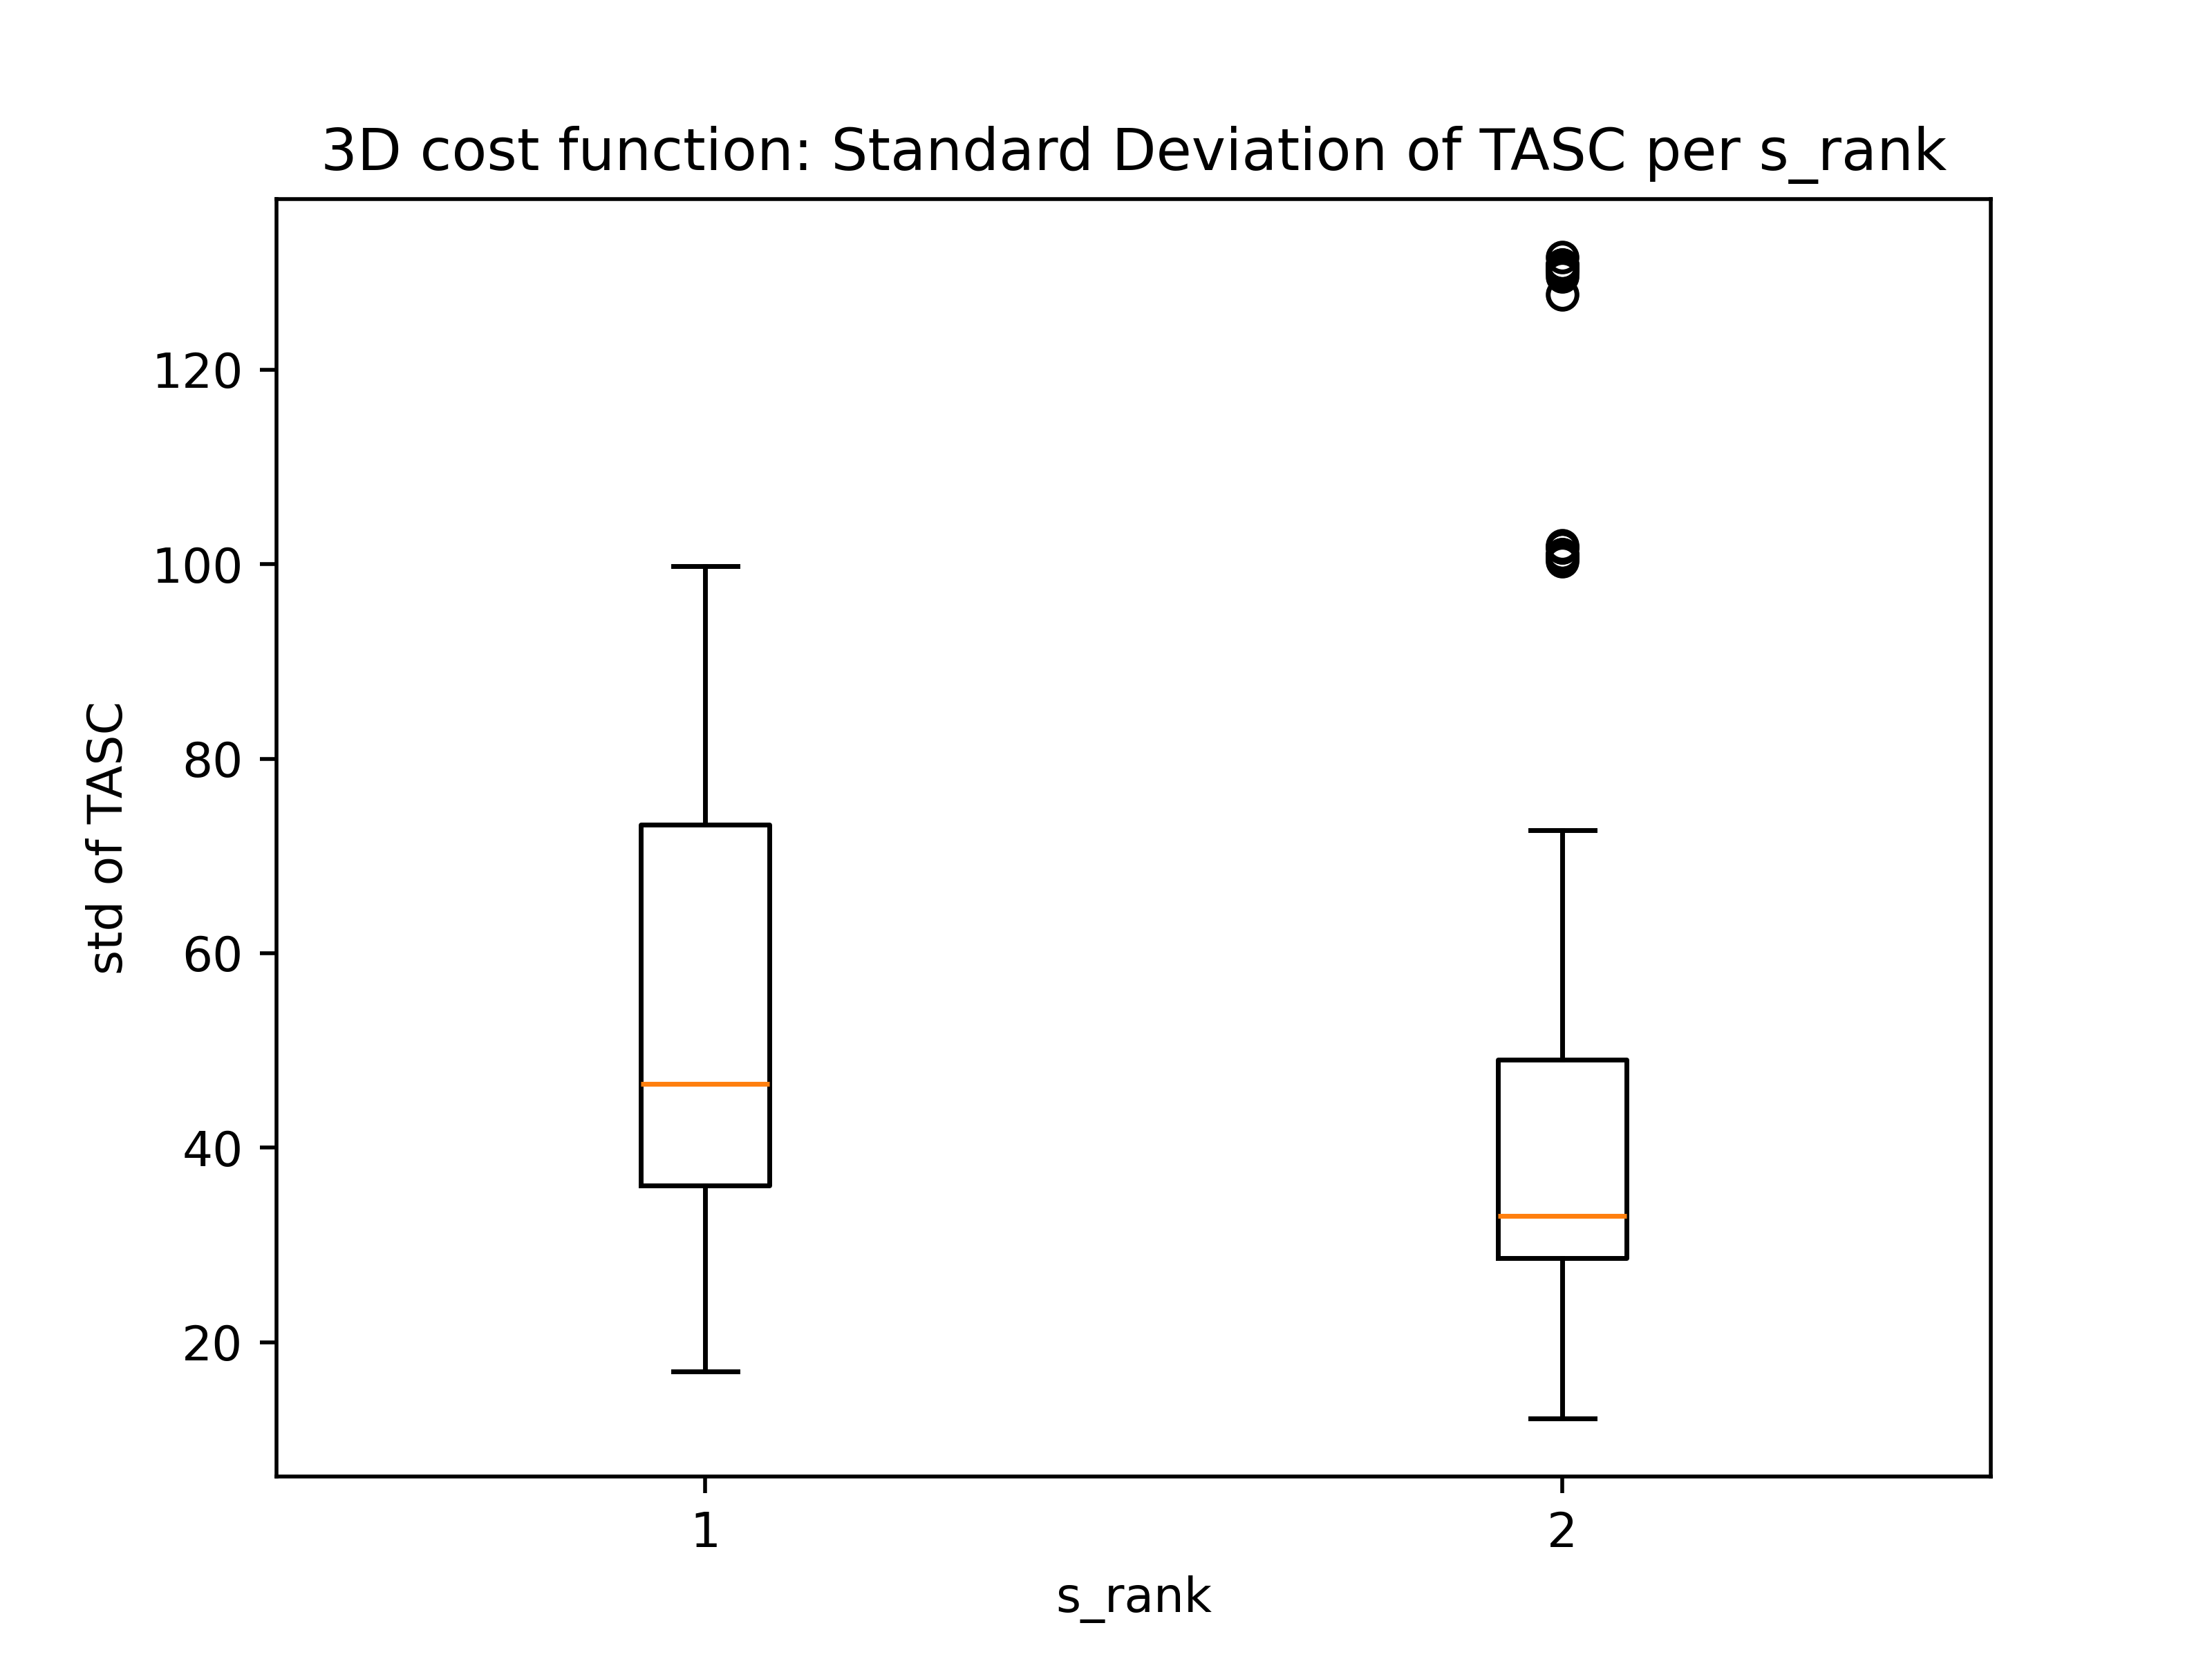 3D cost function: Standard Deviation of TASC per s_rank
std of TASC
120
100
80
60
40
20
1 2
s_rank